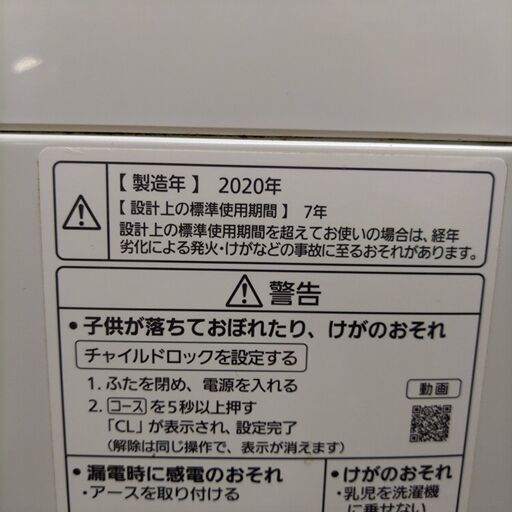 【製造年】 2020年
【設計上の標準使用期間】 7年
設計上の標準使用期間を超えてお使いの場合は、経年
劣化による発火・けがなどの事故に至るおそれがあります。
警告
・子供が落ちておぼれたり、けがのおそれ
チャイルドロックを設定する
1. ふたを閉め、電源を入れる
2. コースを5秒以上押す
「CL」が表示され、設定完了
(解除は同じ操作で、表示が消えます)
動画
・漏電時に感電のおそれ
・アースを取り付ける
・けがのおそれ
・乳児を洗濯機
に乗せない